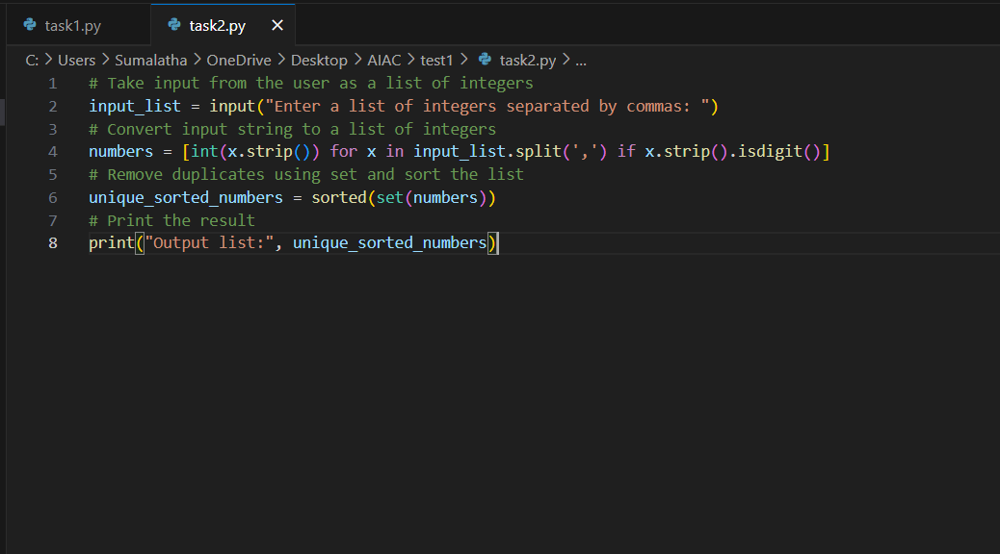 task1.py task2.py ×
C: > Users > Sumalatha > OneDrive > Desktop > AIAC > test1 > task2.py > ...
1 # Take input from the user as a list of integers
2 input_list = input("Enter a list of integers separated by commas: ")
3 # Convert input string to a list of integers
4 numbers = [int(x.strip()) for x in input_list.split(',') if x.strip().isdigit()]
5 # Remove duplicates using set and sort the list
6 unique_sorted_numbers = sorted(set(numbers))
7 # Print the result
8 print("Output list:", unique_sorted_numbers)